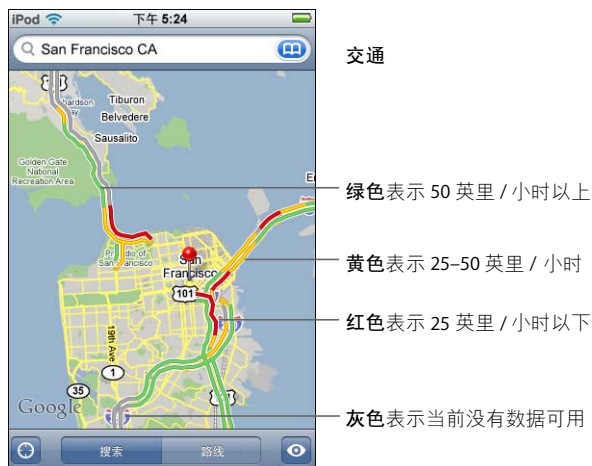 iPod 下午 5:24
San Francisco CA
交通
Tiburon
Belvedere
Sausalito
Golden Gate
National
Recreation Area
绿色表示 50 英里 / 小时以上
黄色表示 25–50 英里 / 小时
San
Francisco
101
红色表示 25 英里 / 小时以下
19th Ave
1
35
Google
灰色表示当前没有数据可用
搜索 路线